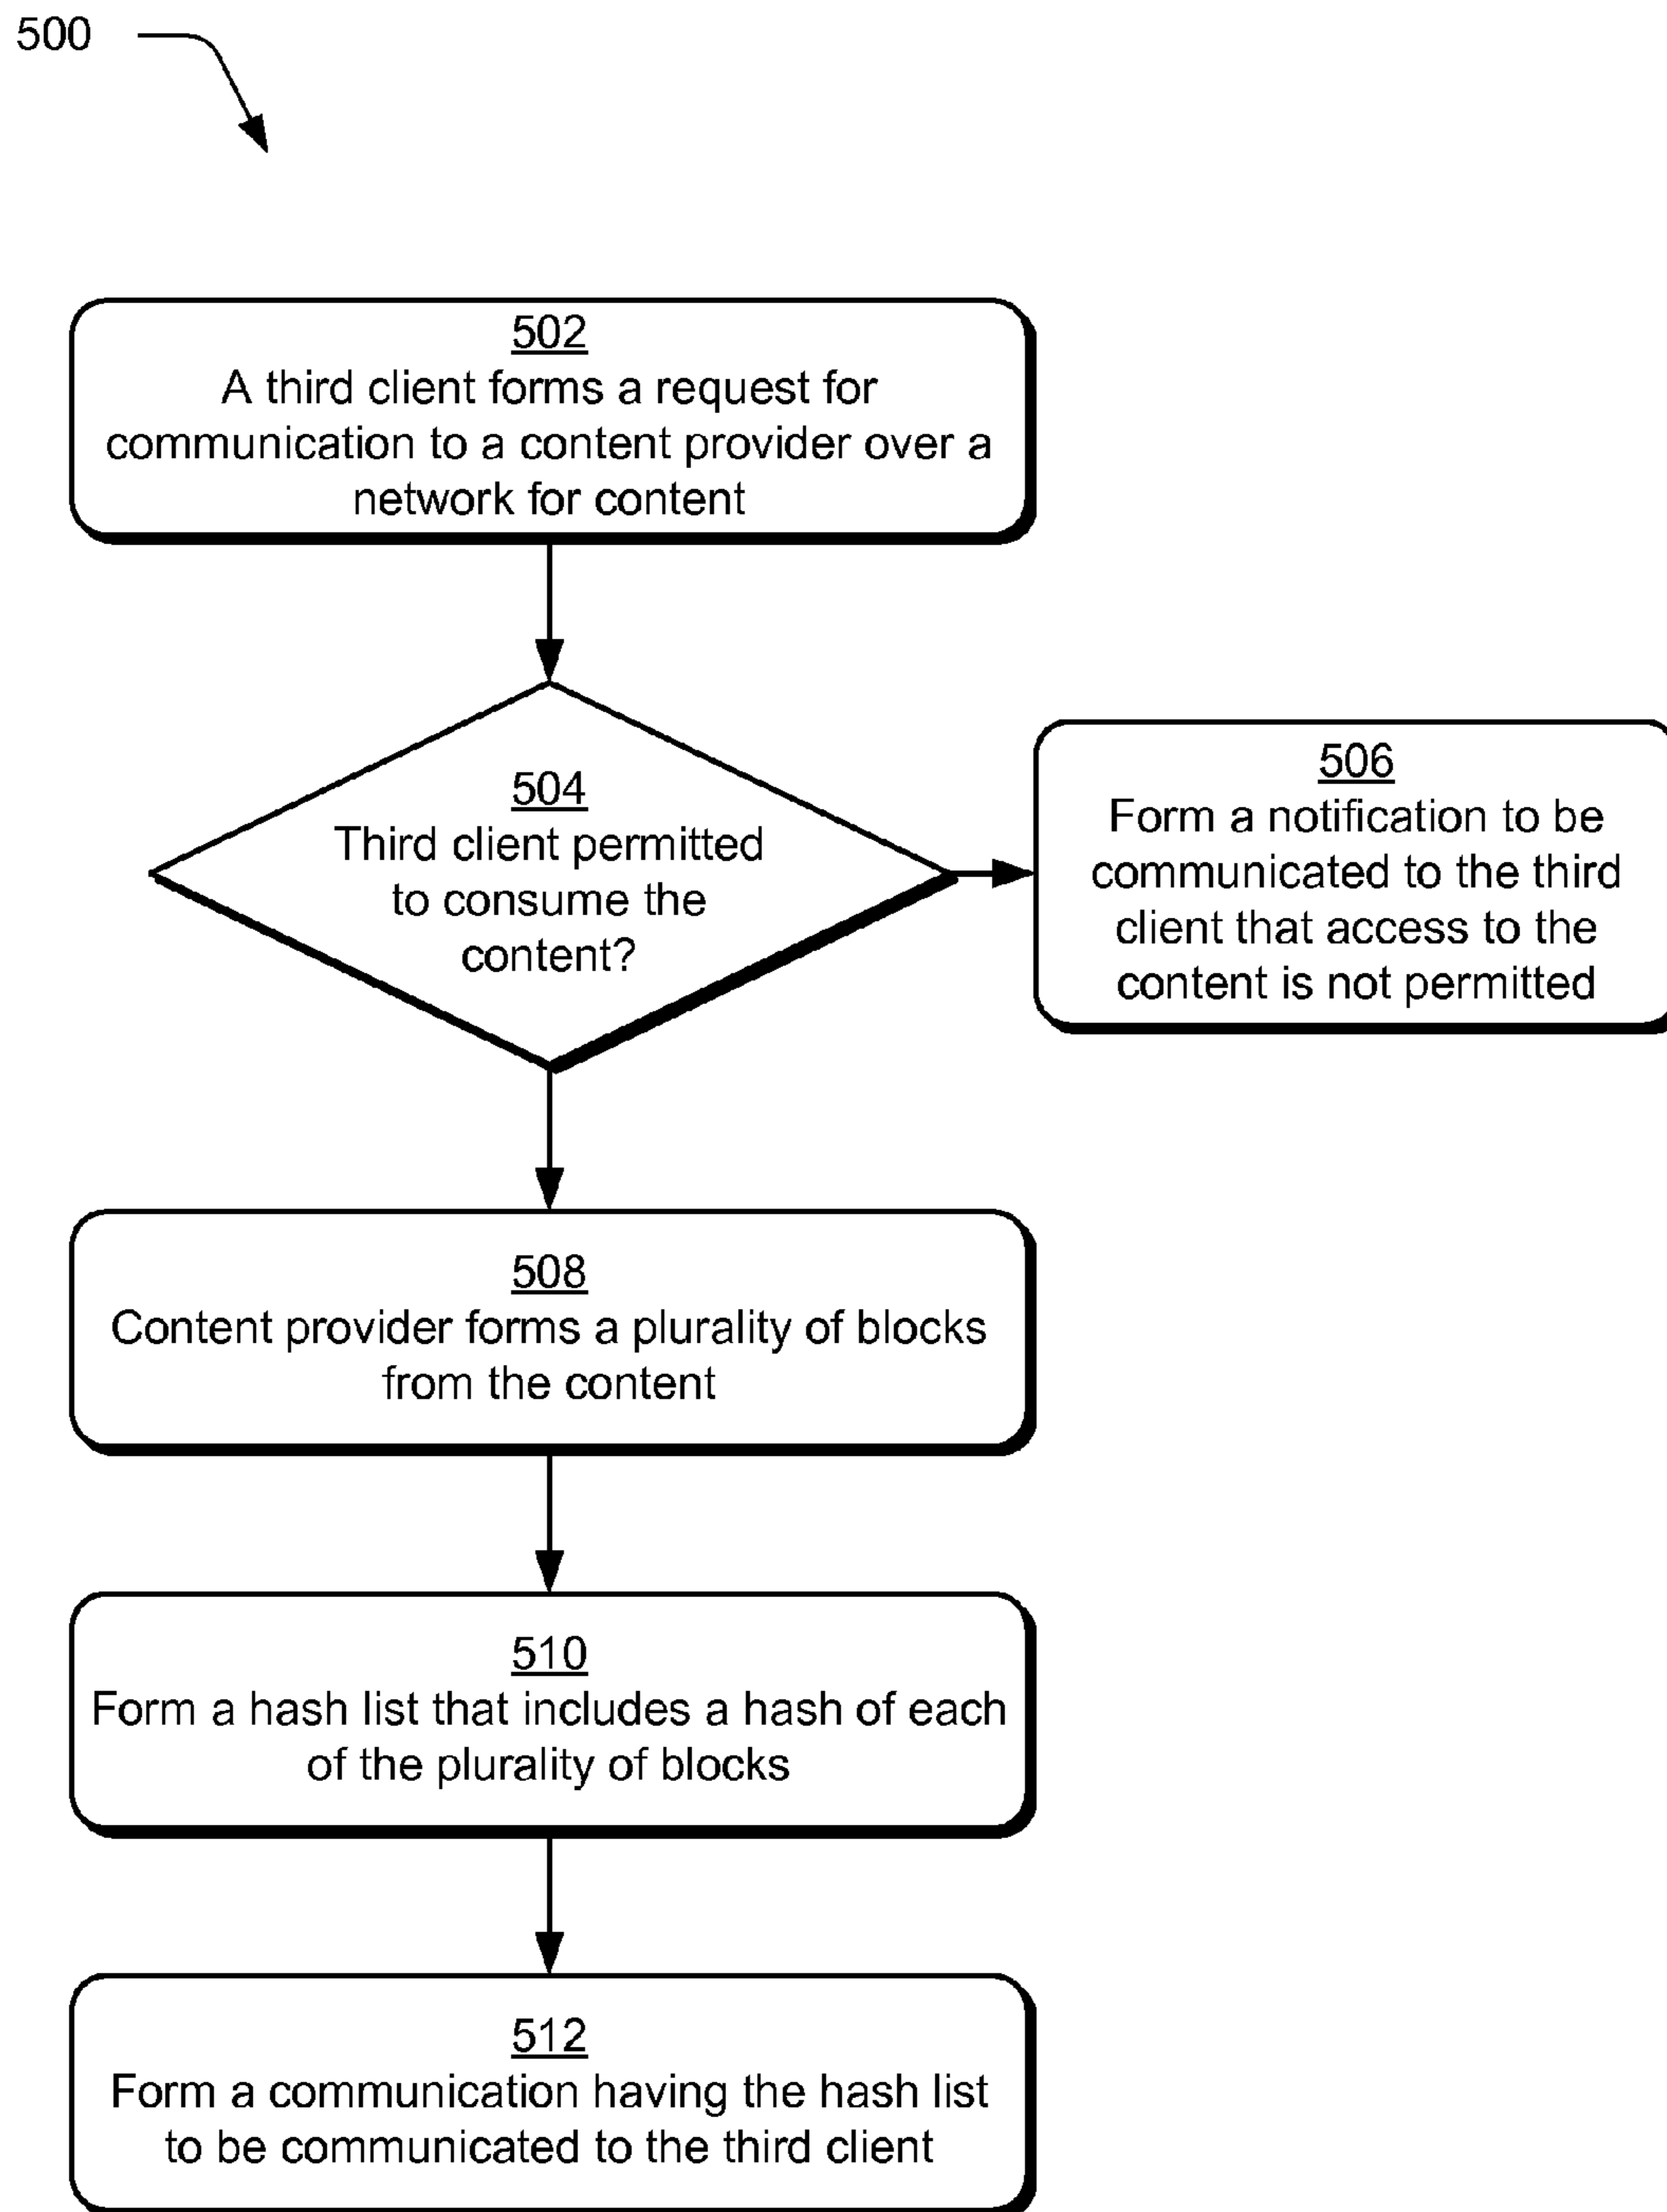 500
502
A third client forms a request for
communication to a content provider over a
network for content
504
Third client permitted
to consume the
content?
506
Form a notification to be
communicated to the third
client that access to the
content is not permitted
508
Content provider forms a plurality of blocks
from the content
510
Form a hash list that includes a hash of each
of the plurality of blocks
512
Form a communication having the hash list
to be communicated to the third client